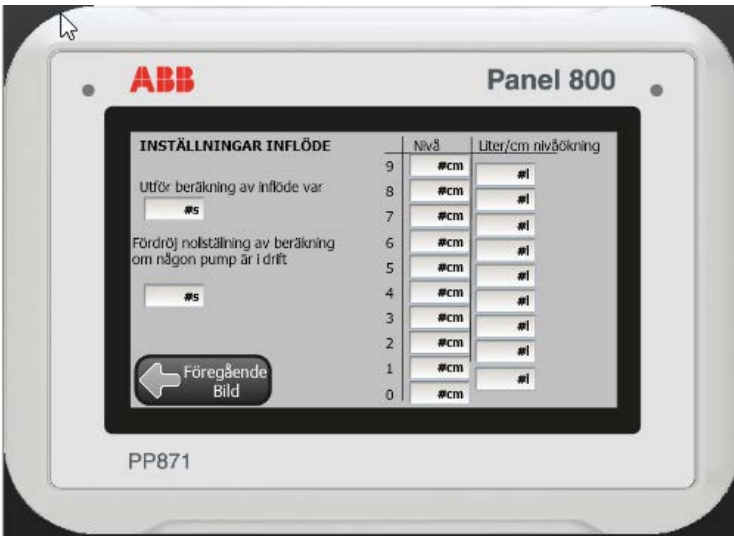 ABB
Panel 800
INSTÄLLNINGAR INFLÖDE
Utför beräkning av inflöde var
#s
Fördröj nollställning av beräkning
om någon pump är i drift
#s
Föregående
Bild
Nivå Liter/cm nivåökning
9 #cm
#l
8 #cm
#l
7 #cm
#l
6 #cm
#l
5 #cm
#l
4 #cm
#l
3 #cm
#l
2 #cm
#l
1 #cm
#l
0 #cm
PP871